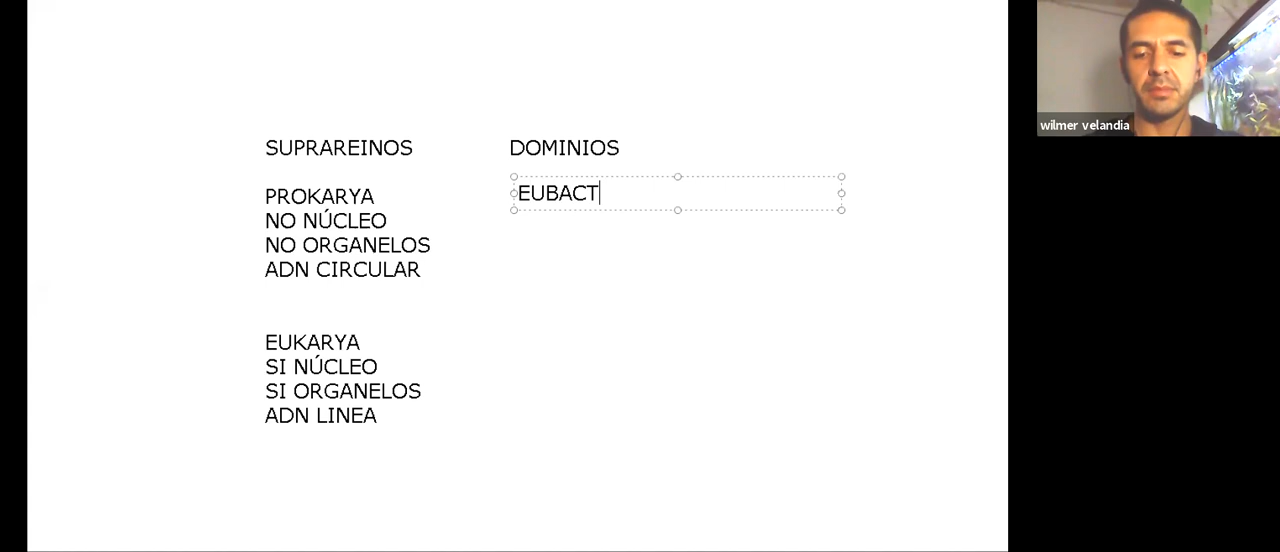 SUPRAREINOS
DOMINIOS
PROKARYA
NO NÚCLEO
NO ORGANELOS
ADN CIRCULAR
EUBACT
EUKARYA
SI NÚCLEO
SI ORGANELOS
ADN LINEA
wilmer velandia